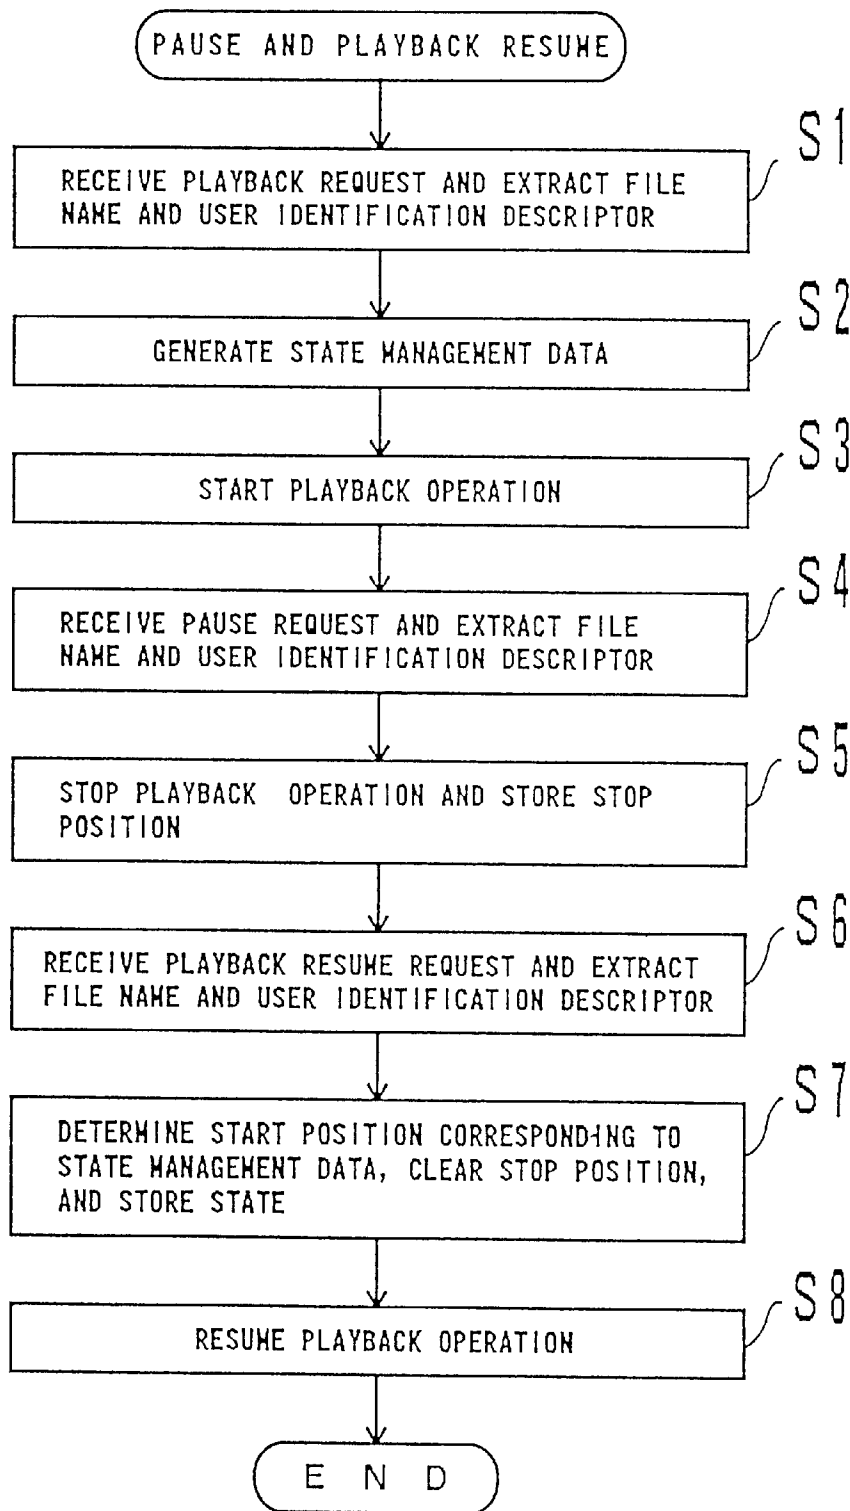 PAUSE AND PLAYBACK RESUME
S1
RECEIVE PLAYBACK REQUEST AND EXTRACT FILE
NAME AND USER IDENTIFICATION DESCRIPTOR
S2
GENERATE STATE MANAGEMENT DATA
S3
START PLAYBACK OPERATION
S4
RECEIVE PAUSE REQUEST AND EXTRACT FILE
NAME AND USER IDENTIFICATION DESCRIPTOR
S5
STOP PLAYBACK OPERATION AND STORE STOP
POSITION
S6
RECEIVE PLAYBACK RESUME REQUEST AND EXTRACT
FILE NAME AND USER IDENTIFICATION DESCRIPTOR
S7
DETERMINE START POSITION CORRESPONDING TO
STATE MANAGEMENT DATA, CLEAR STOP POSITION,
AND STORE STATE
S8
RESUME PLAYBACK OPERATION
END